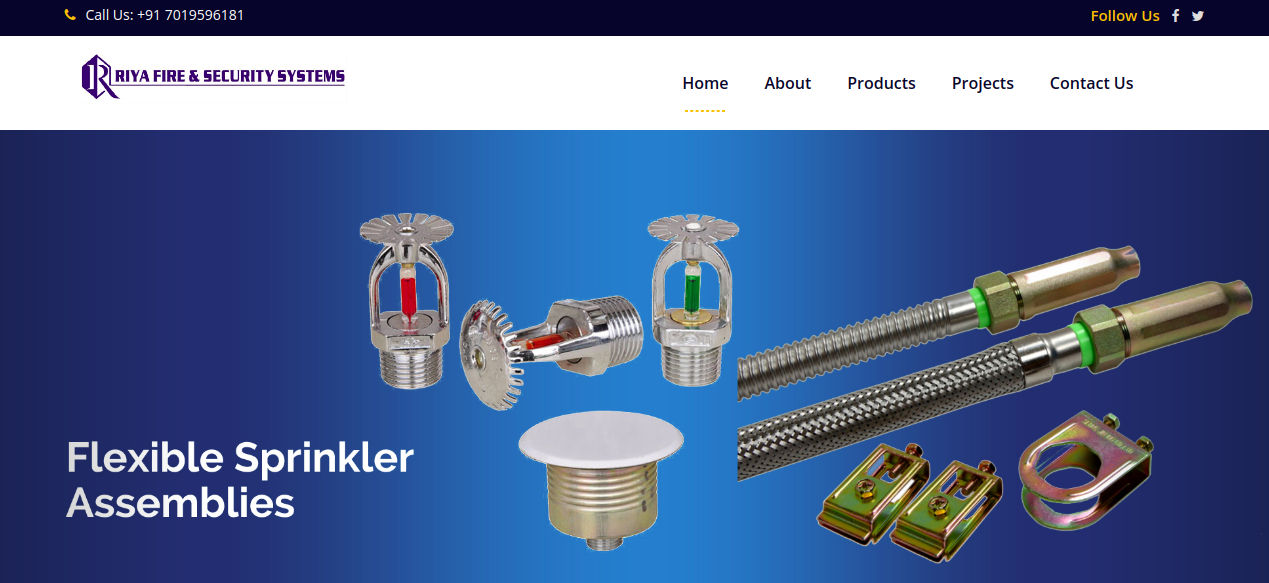 Call Us: +91 7019596181
Follow Us
RIYA FIRE & SECURITY SYSTEMS
Home About Products Projects Contact Us
Flexible Sprinkler
Assemblies